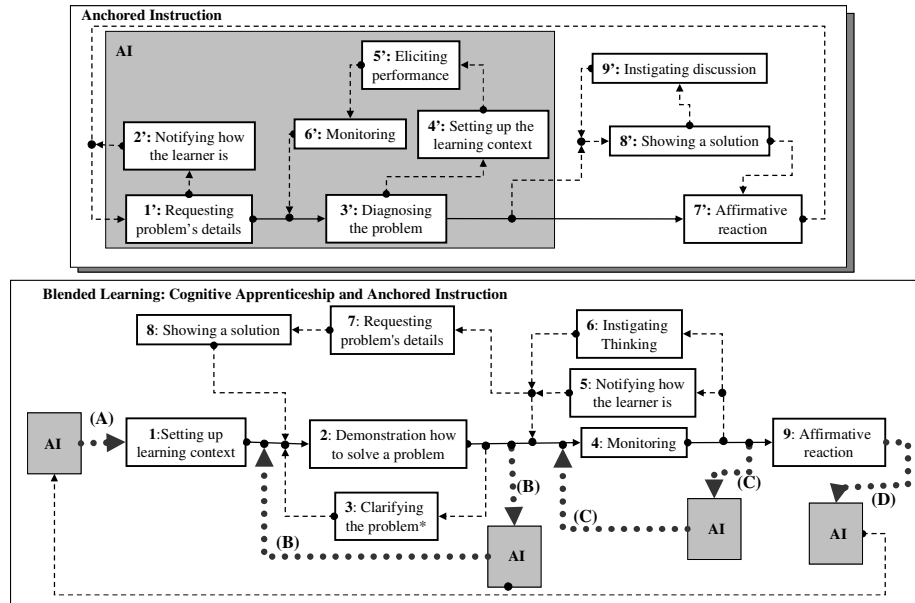 Anchored Instruction
AI
5’: Eliciting
performance
9’: Instigating discussion
2’: Notifying how
the learner is
6’: Monitoring
4’: Setting up the
learning context
8’: Showing a solution
1’: Requesting
problem’s details
3’: Diagnosing
the problem
7’: Affirmative
reaction
Blended Learning: Cognitive Apprenticeship and Anchored Instruction
8: Showing a solution
7: Requesting
problem's details
6: Instigating
Thinking
5: Notifying how
the learner is
AI
(A)
1:Setting up
learning context
2: Demonstration how
to solve a problem
4: Monitoring
9: Affirmative
reaction
3: Clarifying
the problem*
(B)
(B)
AI
(C)
(C)
AI
(D)
AI